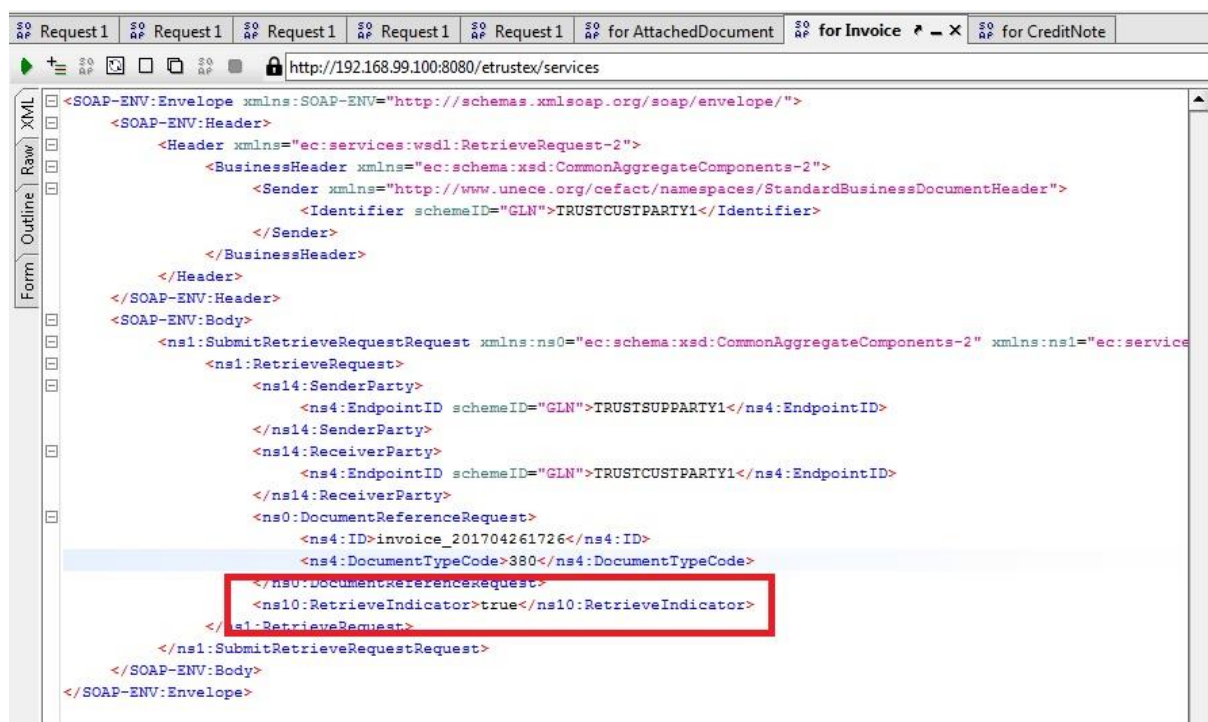 Request 1 Request 1 Request 1 Request 1 Request 1 for AttachedDocument for Invoice for CreditNote
http://192.168.99.100:8080/etrustex/services
XML
Raw
Outline
Form
<SOAP-ENV:Envelope xmlns:SOAP-ENV="http://schemas.xmlsoap.org/soap/envelope/">
<SOAP-ENV:Header>
<Header xmlns="ec:services:wsdl:RetrieveRequest-2">
<BusinessHeader xmlns="ec:schema:xsd:CommonAggregateComponents-2">
<Sender xmlns="http://www.unece.org/cefact/namespaces/StandardBusinessDocumentHeader">
<Identifier schemeID="GLN">TRUSTCUSTPARTY1</Identifier>
</Sender>
</BusinessHeader>
</Header>
</SOAP-ENV:Header>
<SOAP-ENV:Body>
<ns1:SubmitRetrieveRequestRequest xmlns:ns0="ec:schema:xsd:CommonAggregateComponents-2" xmlns:ns1="ec:service
<ns1:RetrieveRequest>
<ns14:SenderParty>
<ns4:EndpointID schemeID="GLN">TRUSTSUPPARTY1</ns4:EndpointID>
</ns14:SenderParty>
<ns14:ReceiverParty>
<ns4:EndpointID schemeID="GLN">TRUSTCUSTPARTY1</ns4:EndpointID>
</ns14:ReceiverParty>
<ns0:DocumentReferenceRequest>
<ns4:ID>invoice_201704261726</ns4:ID>
<ns4:DocumentTypeCode>380</ns4:DocumentTypeCode>
</ns0:DocumentReferenceRequest>
<ns10:RetrieveIndicator>true</ns10:RetrieveIndicator>
</ns1:RetrieveRequest>
</ns1:SubmitRetrieveRequestRequest>
</SOAP-ENV:Body>
</SOAP-ENV:Envelope>